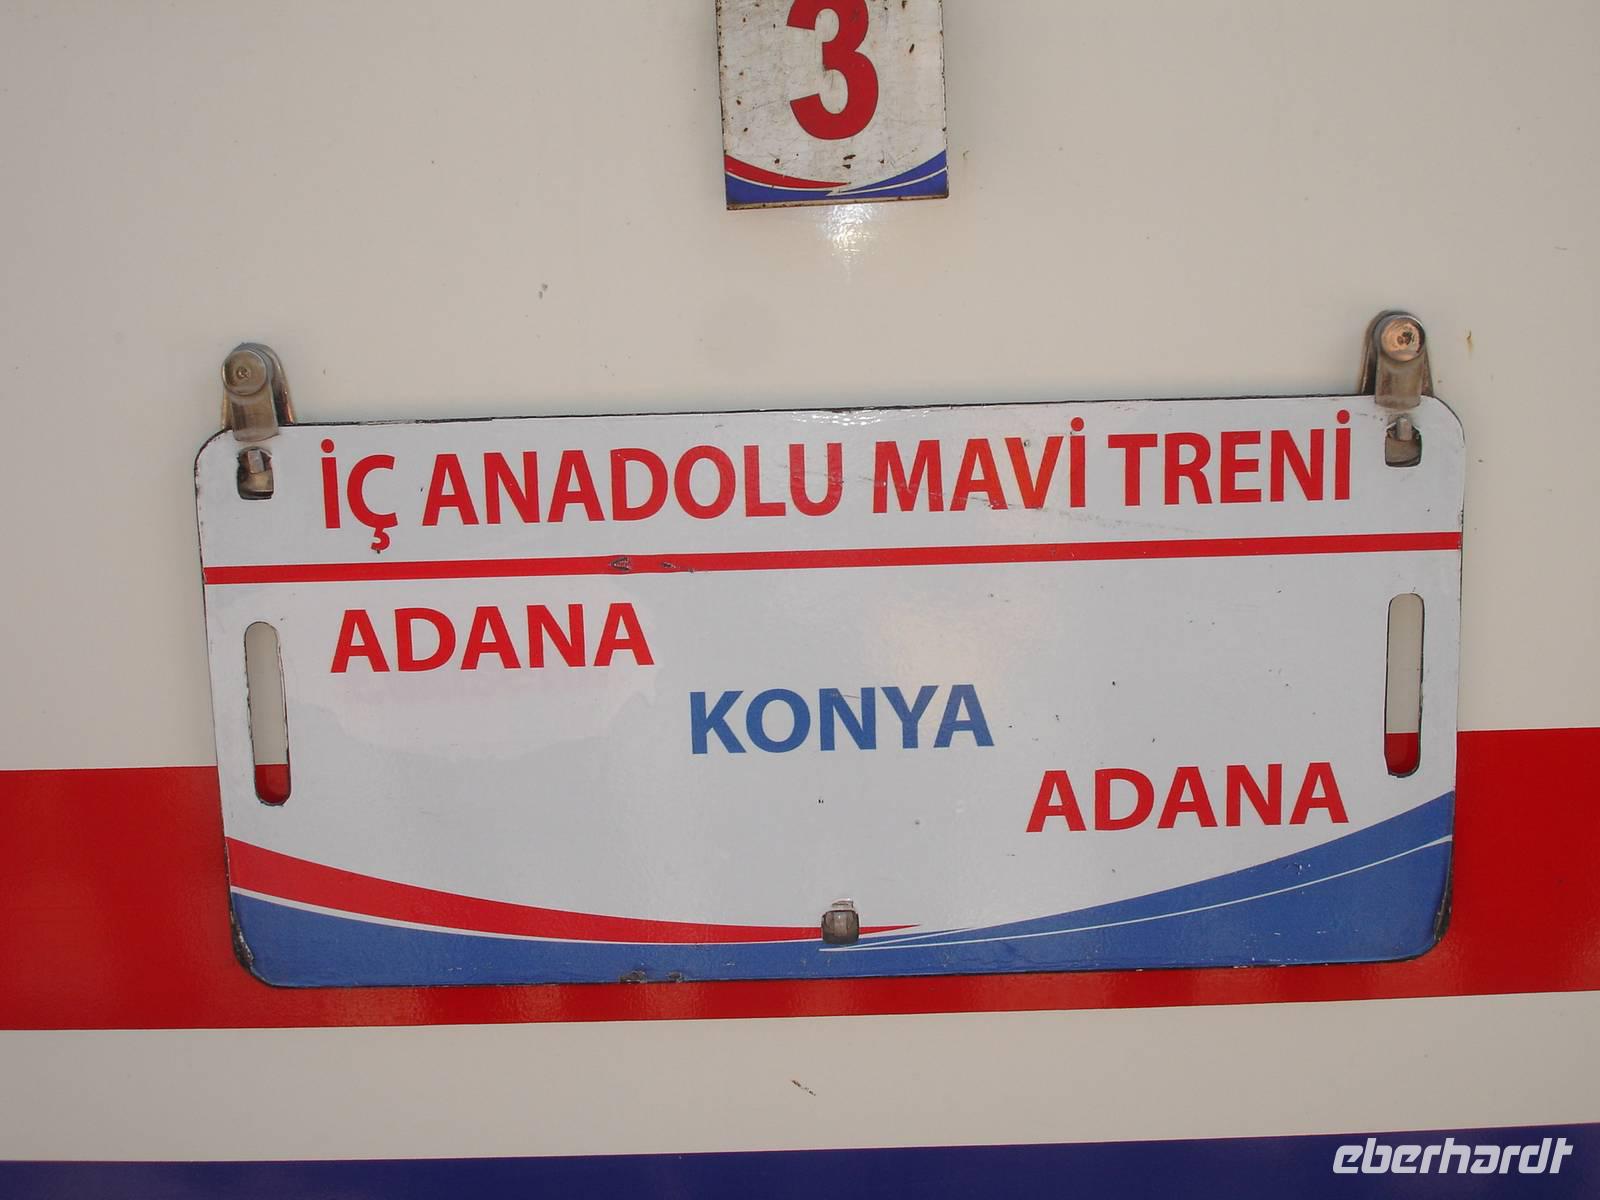 3
İÇ ANADOLU MAVİ TRENİ
ADANA
KONYA
ADANA
eberhardt